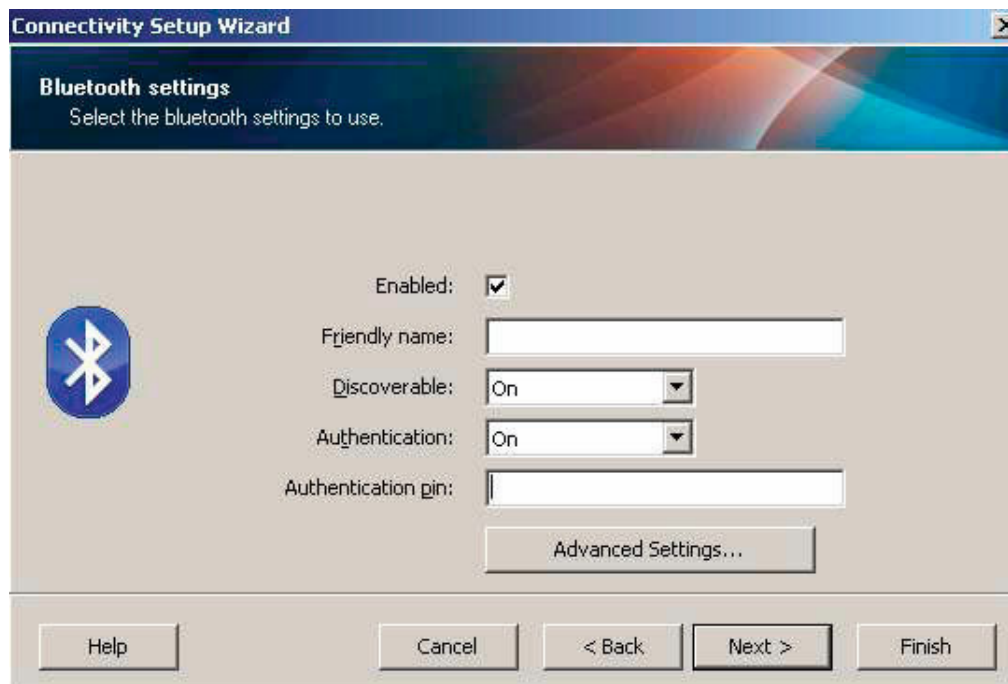 Connectivity Setup Wizard
Bluetooth settings
Select the bluetooth settings to use.
Enabled:
Friendly name:
Discoverable: On
Authentication: On
Authentication pin:
Advanced Settings...
Help Cancel < Back Next > Finish